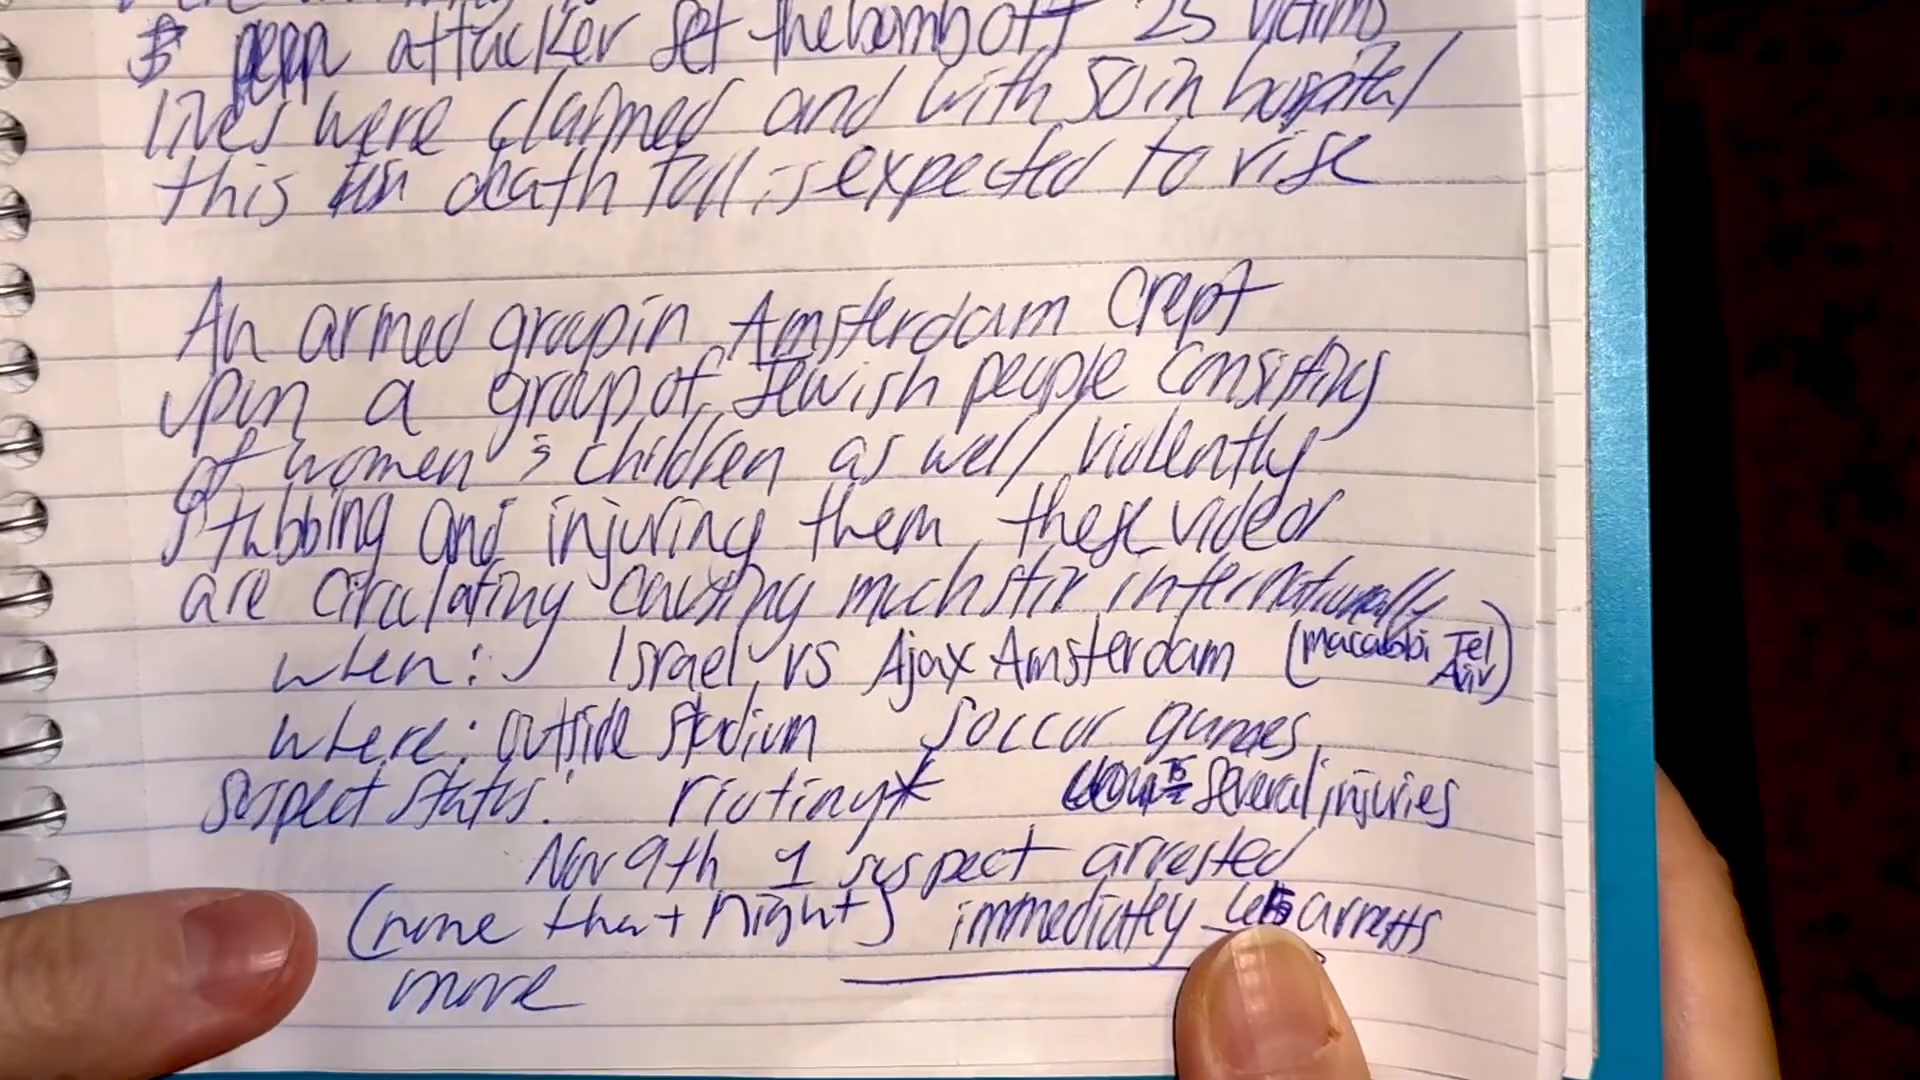 attacker set the bomb off 25 victims
lives were claimed and with 50 in hospital
this death toll is expected to rise
An armed group in Amsterdam crept
upon a group of Jewish people consisting
of women & children as well violently
stabbing and injuring them, these videos
are circulating causing much stir internationally
when: Israel vs Ajax Amsterdam (Macabbi Tel Aviv)
where: outside stadium soccor games
suspect status: rioting* several injuries
Nov 9th 1 suspect arrested
(none that night) immediatley arrests
more